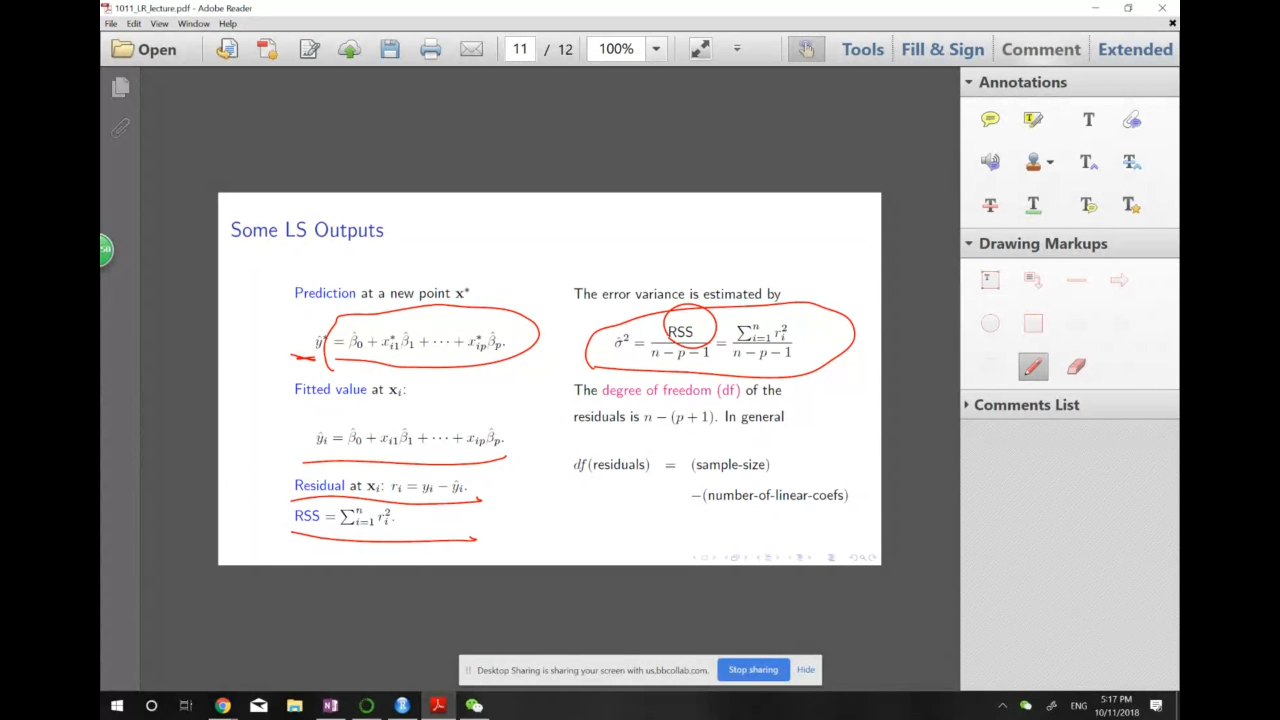 1011_LR_lecture.pdf - Adobe Reader
File Edit View Window Help
Open 11 / 12 100% Tools Fill & Sign Comment Extended
Annotations
Drawing Markups
Comments List
Some LS Outputs
Prediction at a new point x*
ŷ* = β̂₀ + x*ᵢ₁β̂₁ + ··· + x*ᵢₚβ̂ₚ.
Fitted value at xᵢ:
ŷᵢ = β̂₀ + xᵢ₁β̂₁ + ··· + xᵢₚβ̂ₚ.
Residual at xᵢ: rᵢ = yᵢ − ŷᵢ.
RSS = ∑ⁿᵢ₌₁ rᵢ².
The error variance is estimated by
σ̂² = RSS / (n − p − 1) = ∑ⁿᵢ₌₁ rᵢ² / (n − p − 1)
The degree of freedom (df) of the
residuals is n − (p + 1). In general
df(residuals) = (sample-size)
−(number-of-linear-coefs)
Desktop Sharing is sharing your screen with us.bbcollab.com. Stop sharing Hide
ENG
5:17 PM
10/11/2018